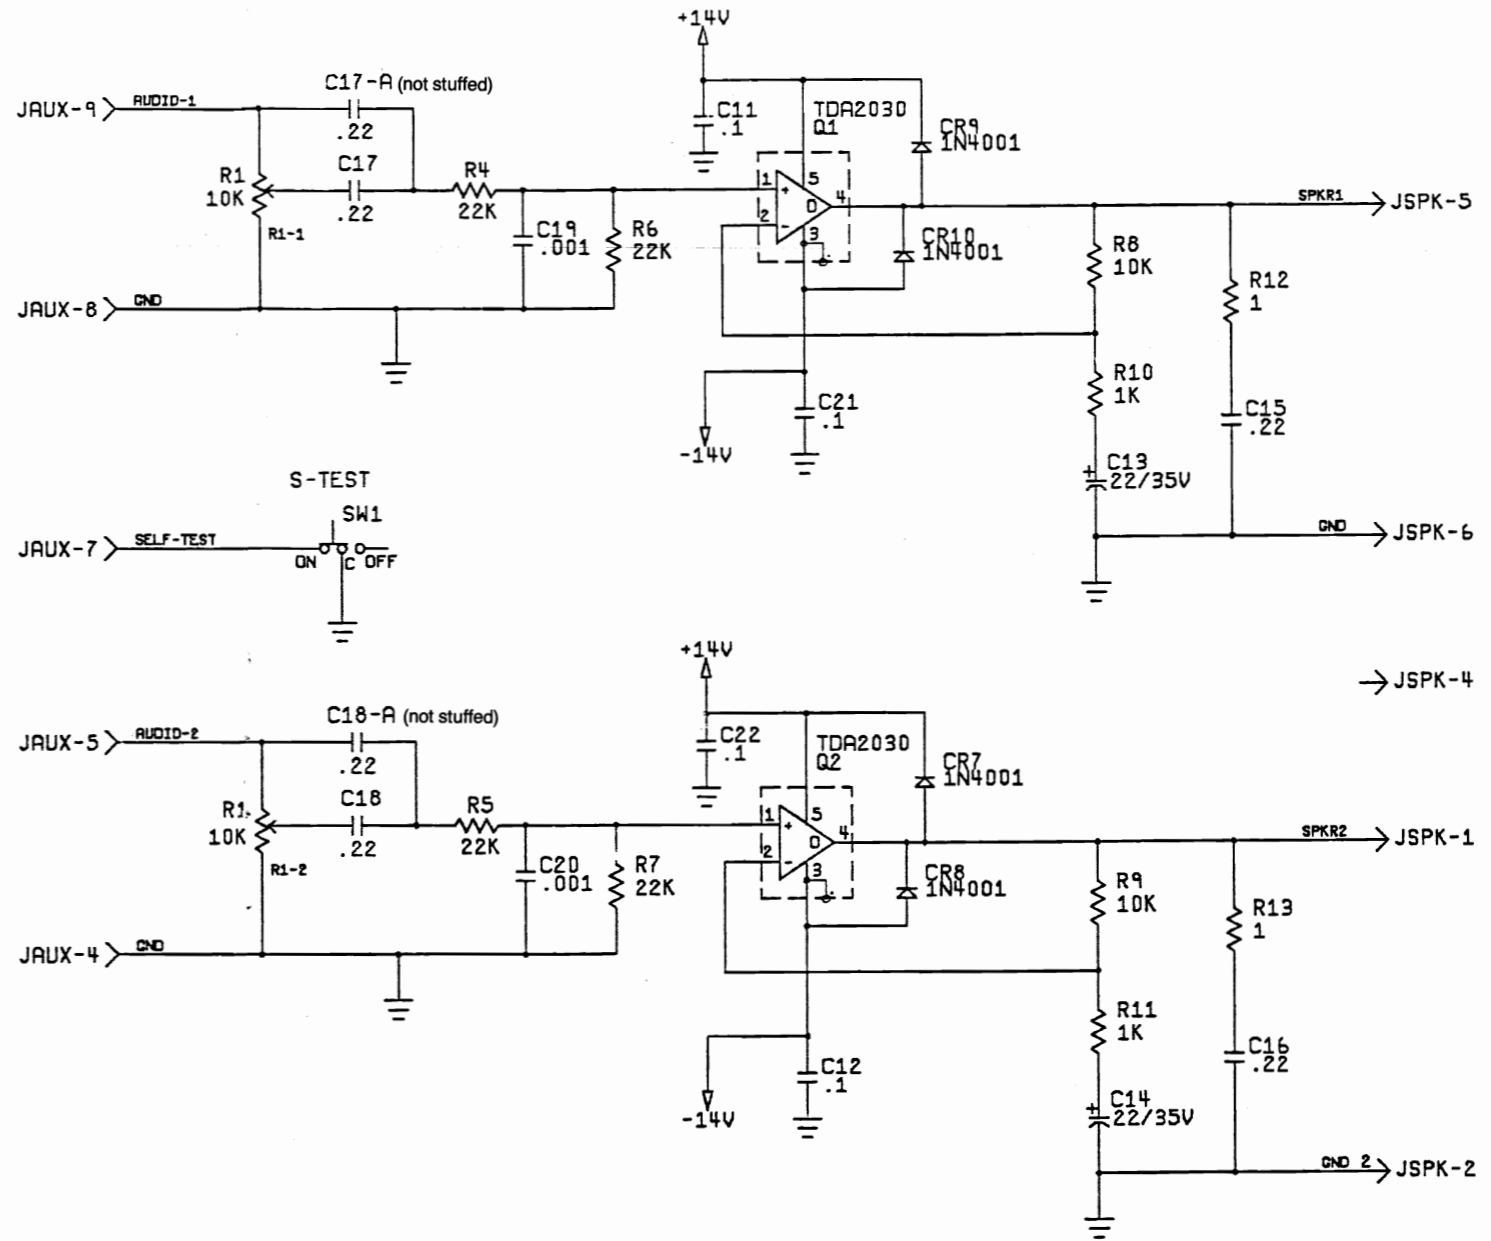 +14V
C17-A (not stuffed)
JAUX-9
AUDIO-1
.22
C17
R1
10K
.22
R1-1
R4
22K
C19
.001
R6
22K
JAUX-8
GND
C11
.1
TDA2030
Q1
CR9
1N4001
1
+
5
4
O
2
-
3
CR10
1N4001
SPKR1
JSPK-5
R8
10K
R12
1
R10
1K
C21
.1
-14V
C15
.22
+
C13
22/35V
GND
JSPK-6
S-TEST
SW1
JAUX-7
SELF-TEST
ON
C
OFF
JSPK-4
+14V
C18-A (not stuffed)
JAUX-5
AUDIO-2
.22
C18
R1
10K
.22
R1-2
R5
22K
C20
.001
R7
22K
JAUX-4
GND
C22
.1
TDA2030
Q2
CR7
1N4001
1
+
5
4
O
2
-
3
CR8
1N4001
SPKR2
JSPK-1
R9
10K
R13
1
R11
1K
C12
.1
-14V
C16
.22
+
C14
22/35V
GND 2
JSPK-2